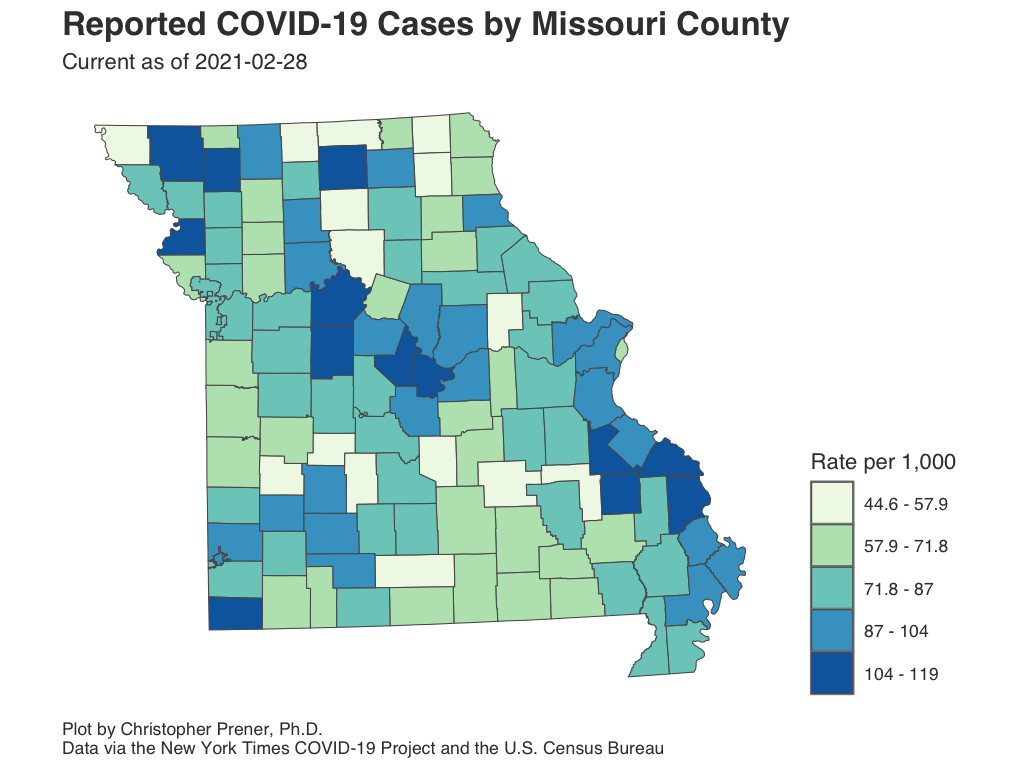 Reported COVID-19 Cases by Missouri County
Current as of 2021-02-28
Rate per 1,000
44.6 - 57.9
57.9 - 71.8
71.8 - 87
87 - 104
104 - 119
Plot by Christopher Prener, Ph.D.
Data via the New York Times COVID-19 Project and the U.S. Census Bureau